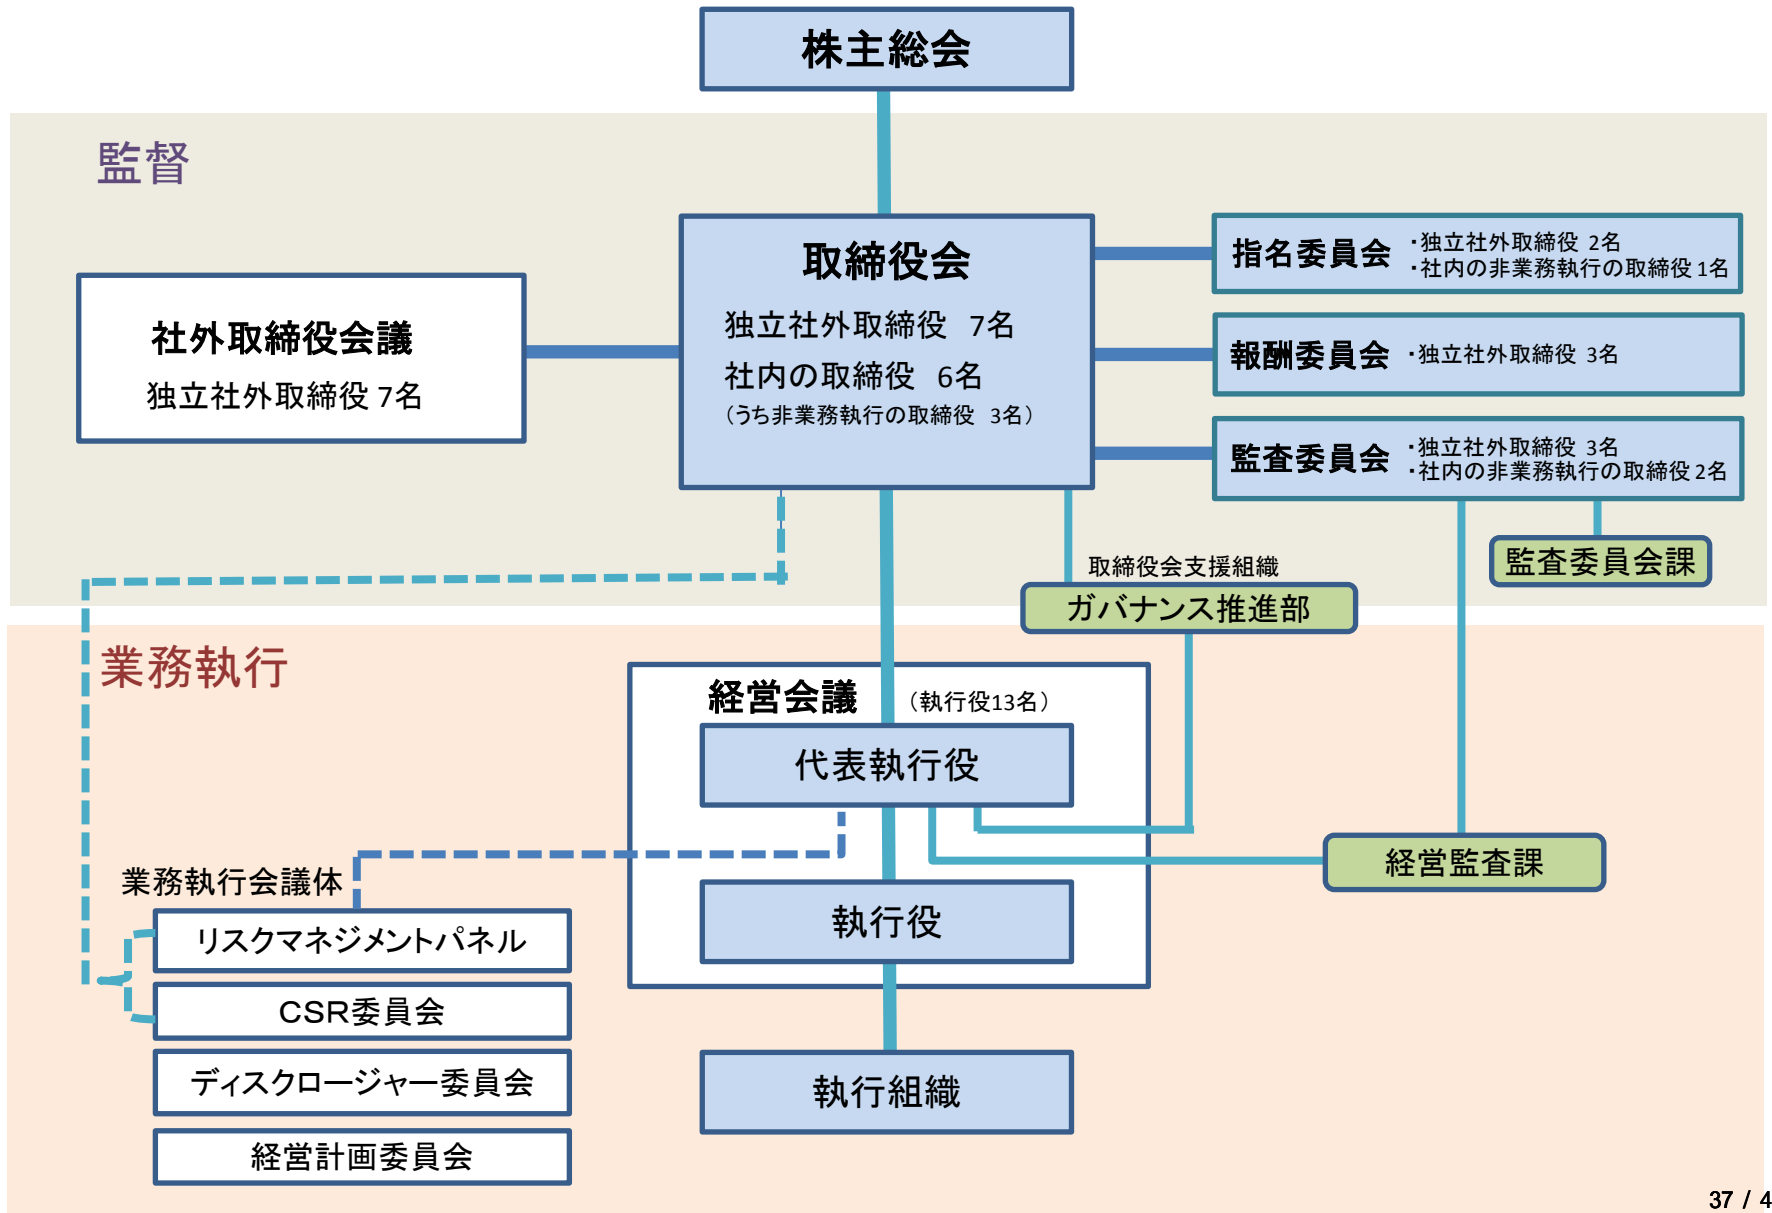 株主総会
監督
取締役会
独立社外取締役 7名
社内の取締役 6名
（うち非業務執行の取締役 3名）
社外取締役会議
独立社外取締役 7名
指名委員会
・独立社外取締役 2名
・社内の非業務執行の取締役 1名
報酬委員会
・独立社外取締役 3名
監査委員会
・独立社外取締役 3名
・社内の非業務執行の取締役 2名
監査委員会課
取締役会支援組織
ガバナンス推進部
業務執行
経営会議
（執行役13名）
代表執行役
経営監査課
執行役
執行組織
業務執行会議体
リスクマネジメントパネル
CSR委員会
ディスクロージャー委員会
経営計画委員会
37 / 4